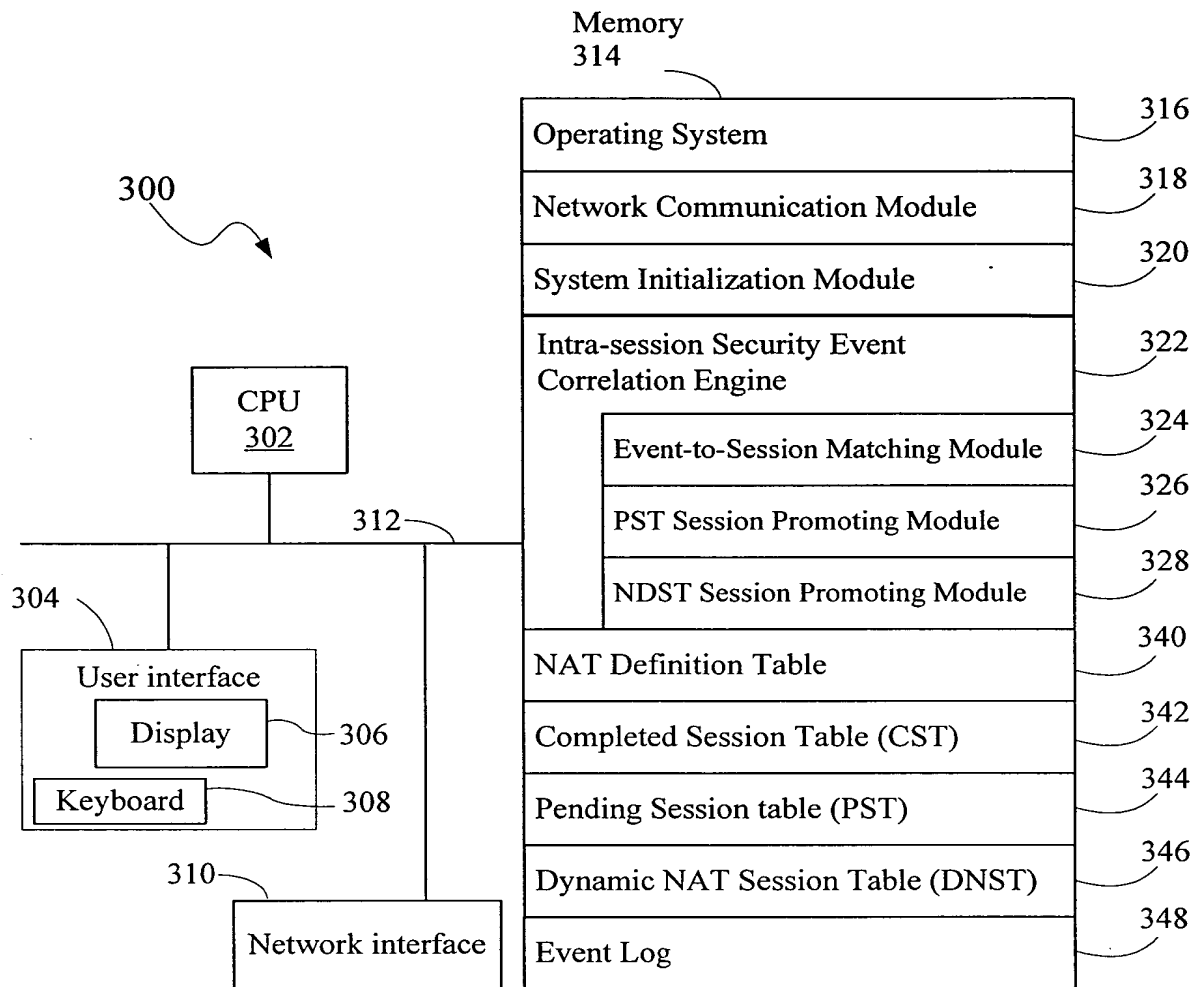 Memory
314
Operating System
316
Network Communication Module
318
System Initialization Module
320
Intra-session Security Event
Correlation Engine
322
Event-to-Session Matching Module
324
PST Session Promoting Module
326
NDST Session Promoting Module
328
NAT Definition Table
340
Completed Session Table (CST)
342
Pending Session table (PST)
344
Dynamic NAT Session Table (DNST)
346
Event Log
348
300
CPU
302
312
304
User interface
Display
306
Keyboard
308
310
Network interface